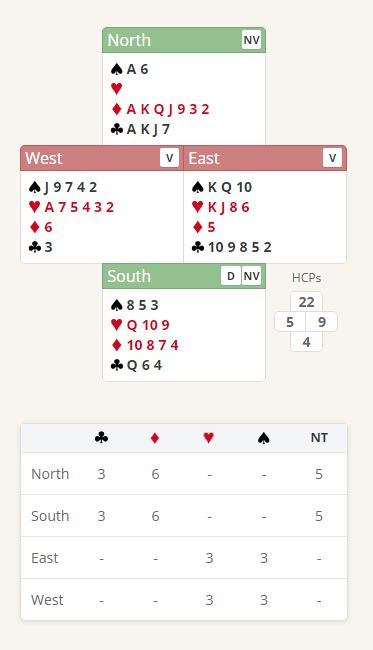 North NV
♠ A 6
♥
♦ A K Q J 9 3 2
♣ A K J 7
West V East V
♠ J 9 7 4 2 ♠ K Q 10
♥ A 7 5 4 3 2 ♥ K J 8 6
♦ 6 ♦ 5
♣ 3 ♣ 10 9 8 5 2
South D NV
♠ 8 5 3
♥ Q 10 9
♦ 10 8 7 4
♣ Q 6 4
HCPs
22
5 9
4
♣ ♦ ♥ ♠ NT
North 3 6 - - 5
South 3 6 - - 5
East - - 3 3 -
West - - 3 3 -